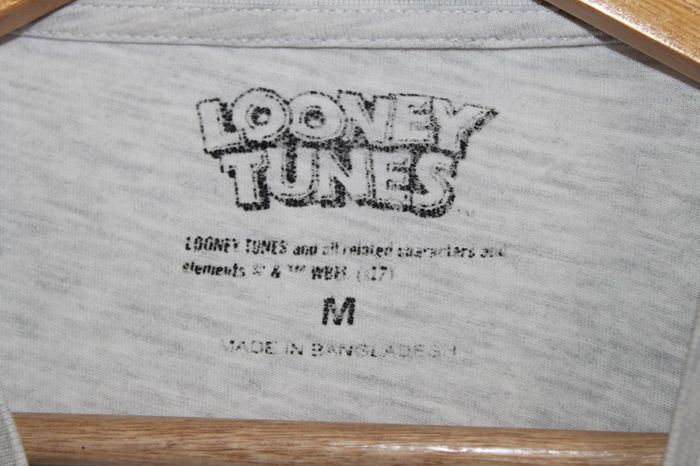 LOONEY
TUNES
LOONEY TUNES and all related characters and
elements © & ™ WBEI (s17)
M
MADE IN BANGLADESH